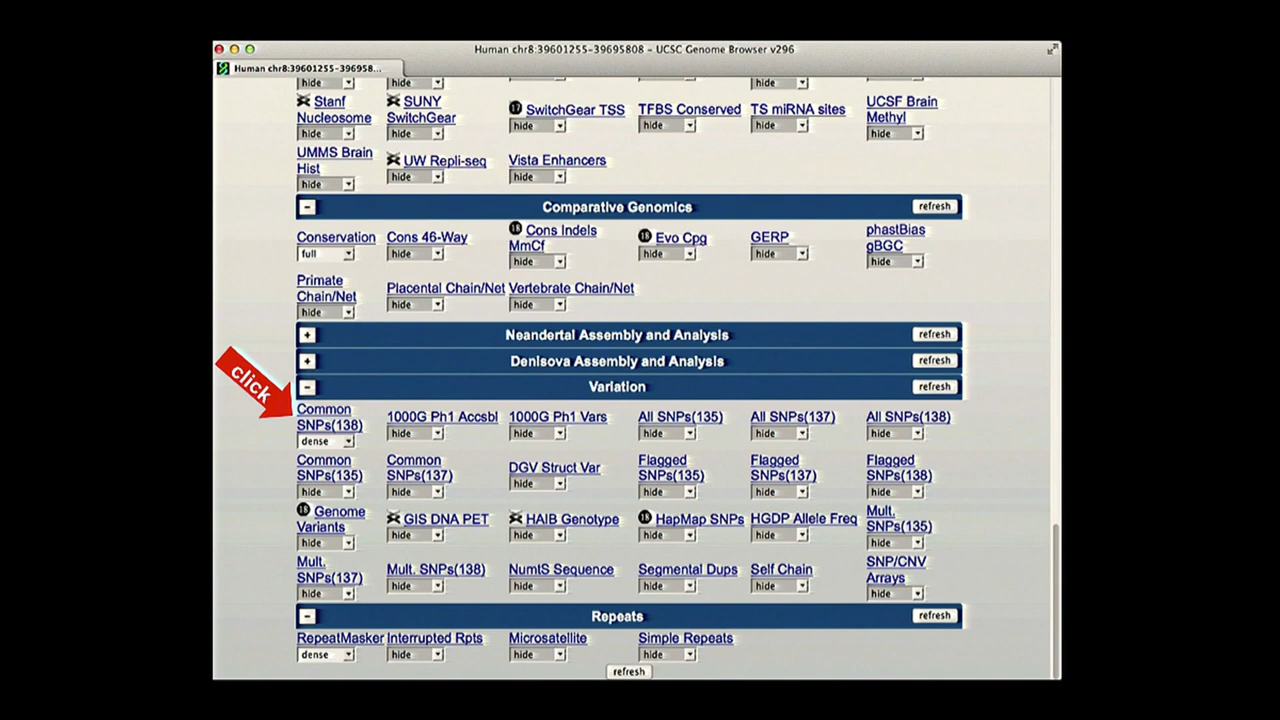 Human chr8:39601255-39695808 – UCSC Genome Browser v296
Human chr8:39601255-396958...
hide hide hide
Stanf Nucleosome
hide
SUNY SwitchGear
hide
17 SwitchGear TSS
hide
TFBS Conserved
hide
TS miRNA sites
hide
UCSF Brain Methyl
hide
UMMS Brain Hist
hide
UW Repli-seq
hide
Vista Enhancers
hide
- Comparative Genomics refresh
Conservation
full
Cons 46-Way
hide
18 Cons Indels MmCf
hide
18 Evo Cpg
hide
GERP
hide
phastBias gBGC
hide
Primate Chain/Net
hide
Placental Chain/Net
hide
Vertebrate Chain/Net
hide
+ Neandertal Assembly and Analysis refresh
+ Denisova Assembly and Analysis refresh
- Variation refresh
click
Common SNPs(138)
dense
1000G Ph1 Accsbl
hide
1000G Ph1 Vars
hide
All SNPs(135)
hide
All SNPs(137)
hide
All SNPs(138)
hide
Common SNPs(135)
hide
Common SNPs(137)
hide
DGV Struct Var
hide
Flagged SNPs(135)
hide
Flagged SNPs(137)
hide
Flagged SNPs(138)
hide
18 Genome Variants
hide
GIS DNA PET
hide
HAIB Genotype
hide
18 HapMap SNPs
hide
HGDP Allele Freq
hide
Mult. SNPs(135)
hide
Mult. SNPs(137)
hide
Mult. SNPs(138)
hide
NumtS Sequence
hide
Segmental Dups
hide
Self Chain
hide
SNP/CNV Arrays
hide
- Repeats refresh
RepeatMasker
dense
Interrupted Rpts
hide
Microsatellite
hide
Simple Repeats
hide
refresh